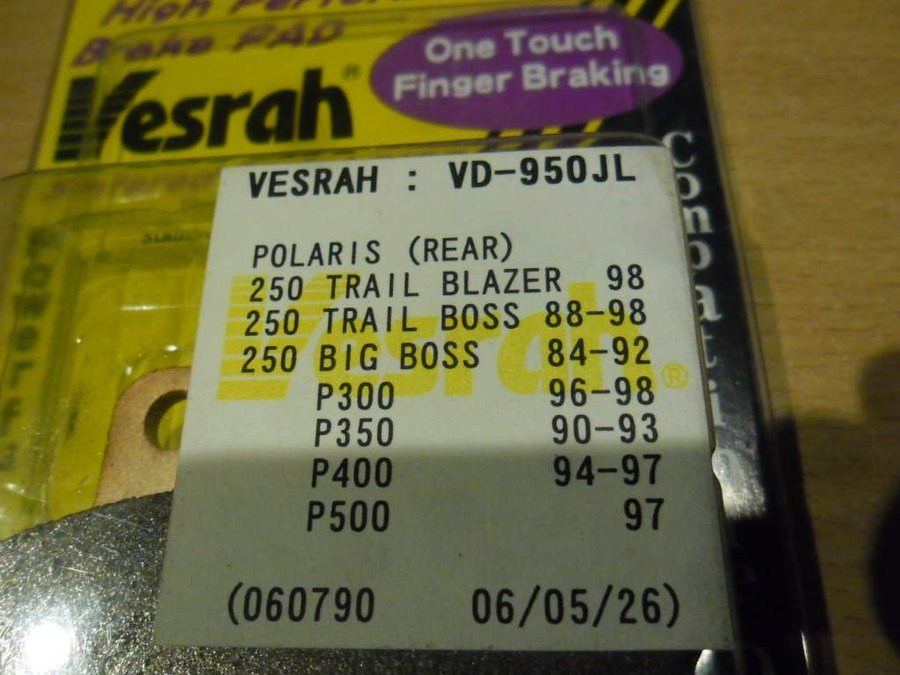 High
Brake PAD
Vesrah®
One Touch
Finger Braking
VESRAH : VD-950JL
POLARIS (REAR)
250 TRAIL BLAZER 98
250 TRAIL BOSS 88-98
250 BIG BOSS 84-92
P300 96-98
P350 90-93
P400 94-97
P500 97
(060790 06/05/26)
Vesrah®